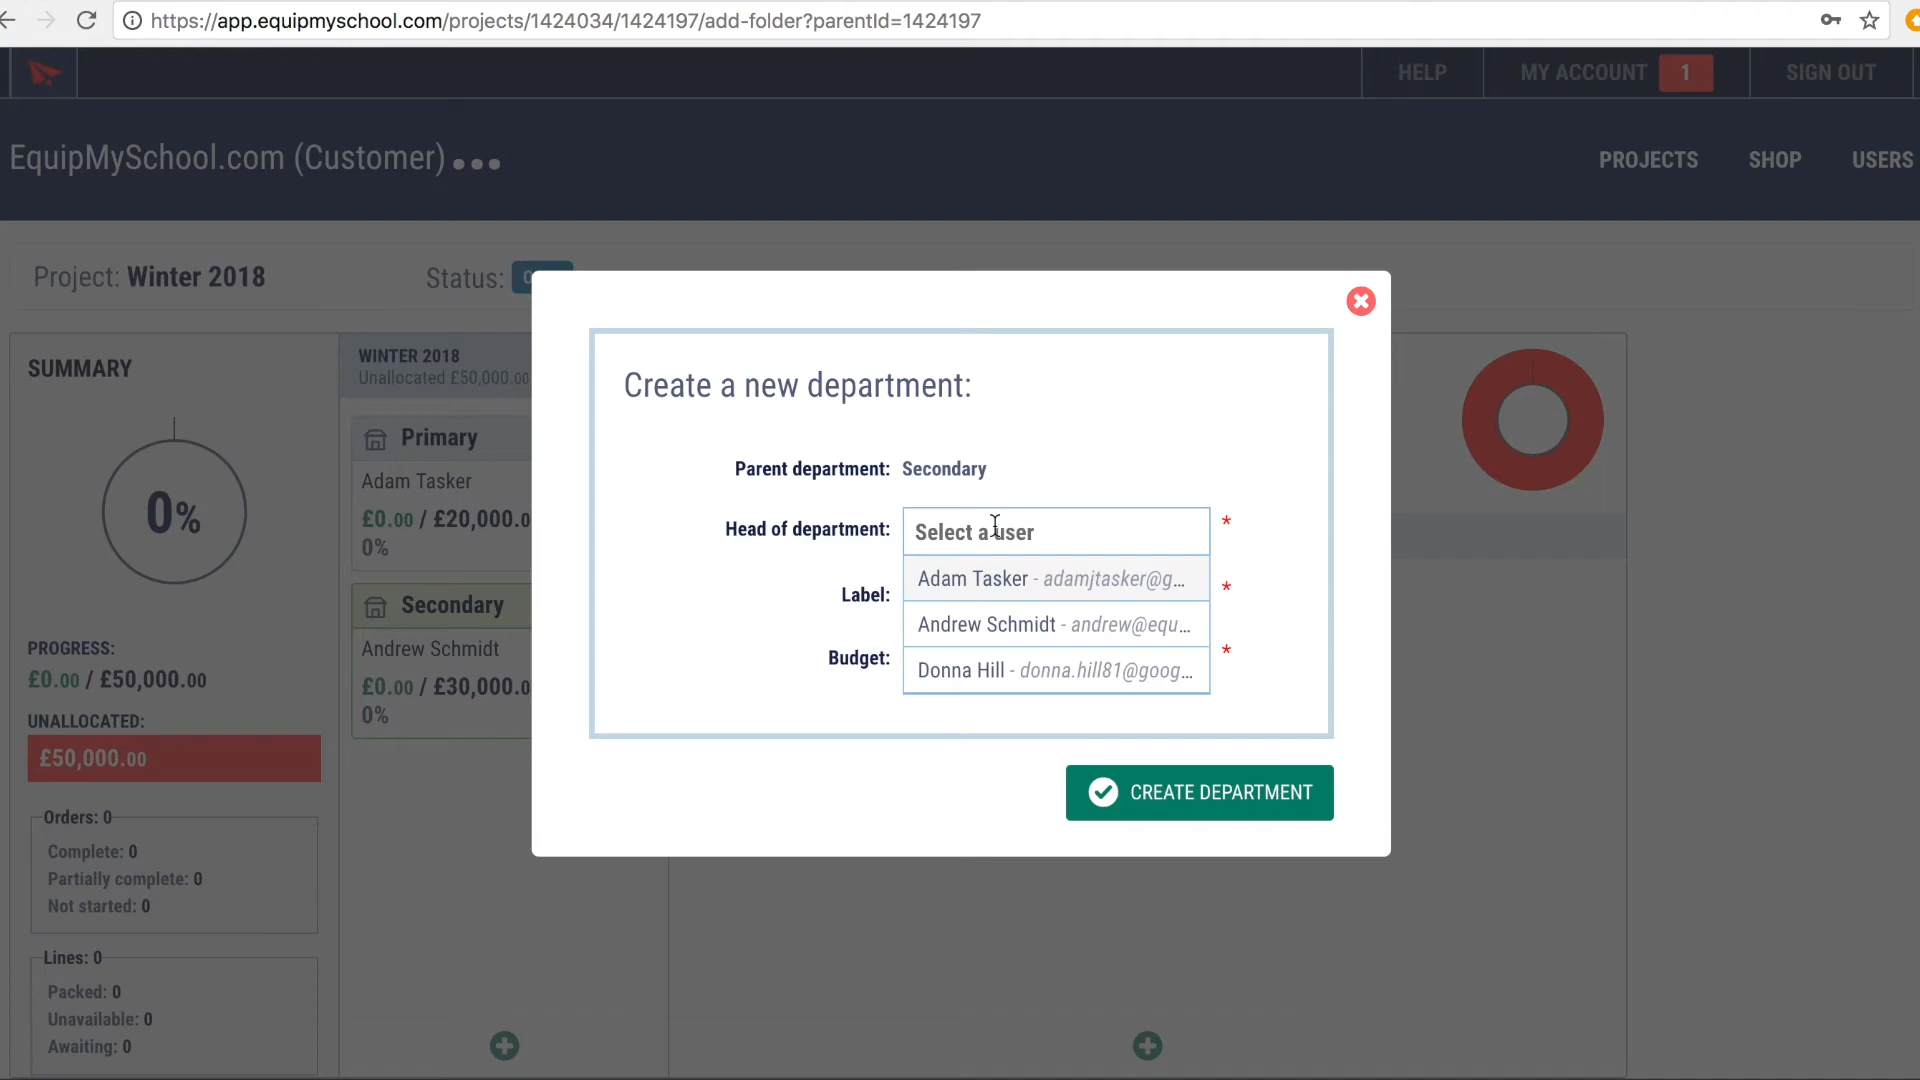 https://app.equipmyschool.com/projects/1424034/1424197/add-folder?parentId=1424197
HELP
MY ACCOUNT 1
SIGN OUT
EquipMySchool.com (Customer) •••
PROJECTS
SHOP
USERS
Project: Winter 2018
Status:
SUMMARY
0%
PROGRESS:
£0.00 / £50,000.00
UNALLOCATED:
£50,000.00
Orders: 0
Complete: 0
Partially complete: 0
Not started: 0
Lines: 0
Packed: 0
Unavailable: 0
Awaiting: 0
WINTER 2018
Unallocated £50,000.00
Primary
Adam Tasker
£0.00 / £20,000.0
0%
Secondary
Andrew Schmidt
£0.00 / £30,000.0
0%
Create a new department:
Parent department: Secondary
Head of department: Select a user *
Adam Tasker - adamjtasker@g...
Andrew Schmidt - andrew@equ...
Donna Hill - donna.hill81@goog...
Label: *
Budget: *
CREATE DEPARTMENT